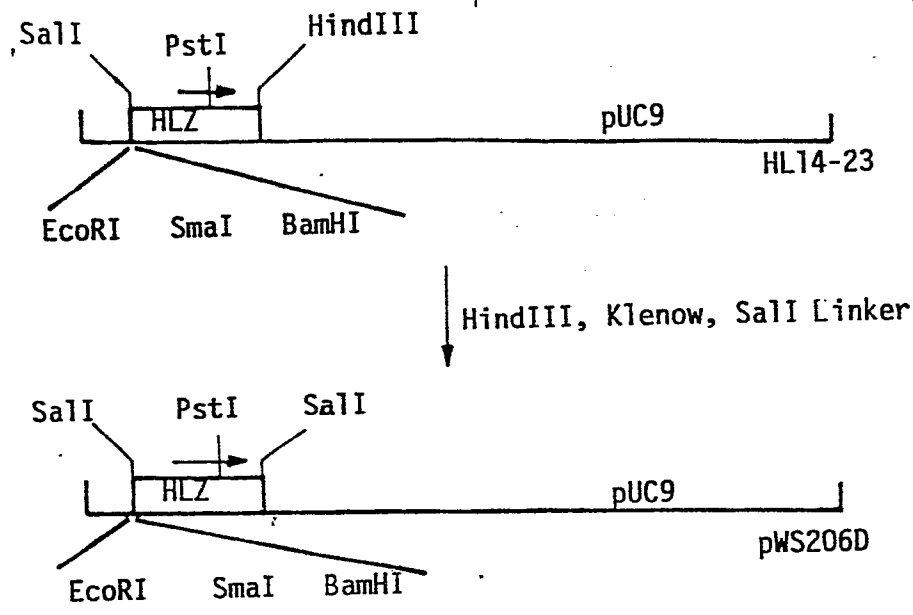 SalI PstI HindIII
HLZ pUC9
HL14-23
EcoRI SmaI BamHI
HindIII, Klenow, SalI Linker
SalI PstI SalI
HLZ pUC9
pWS206D
EcoRI SmaI BamHI